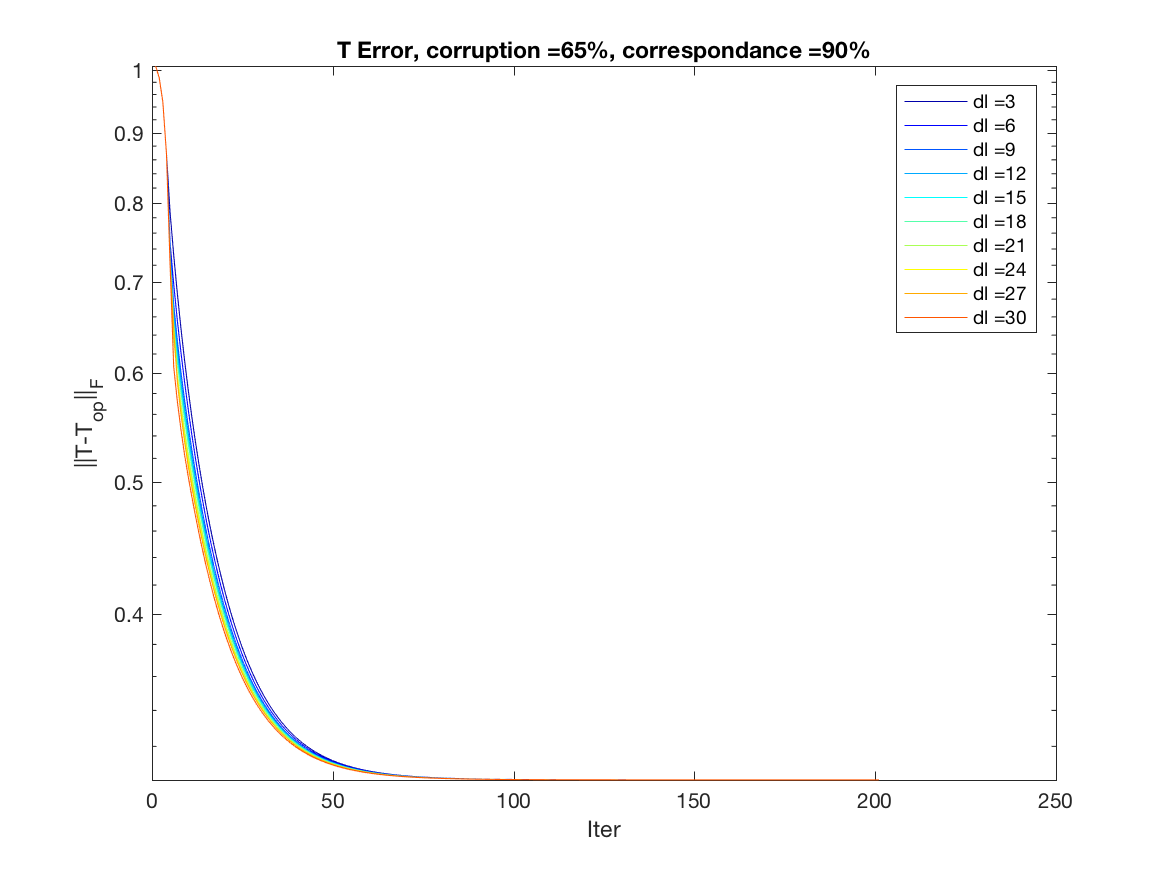 T Error, corruption =65%, correspondance =90%
1
0.9
0.8
0.7
0.6
0.5
0.4
||T-T_op||_F
0
50
100
150
200
250
Iter
dl =3
dl =6
dl =9
dl =12
dl =15
dl =18
dl =21
dl =24
dl =27
dl =30